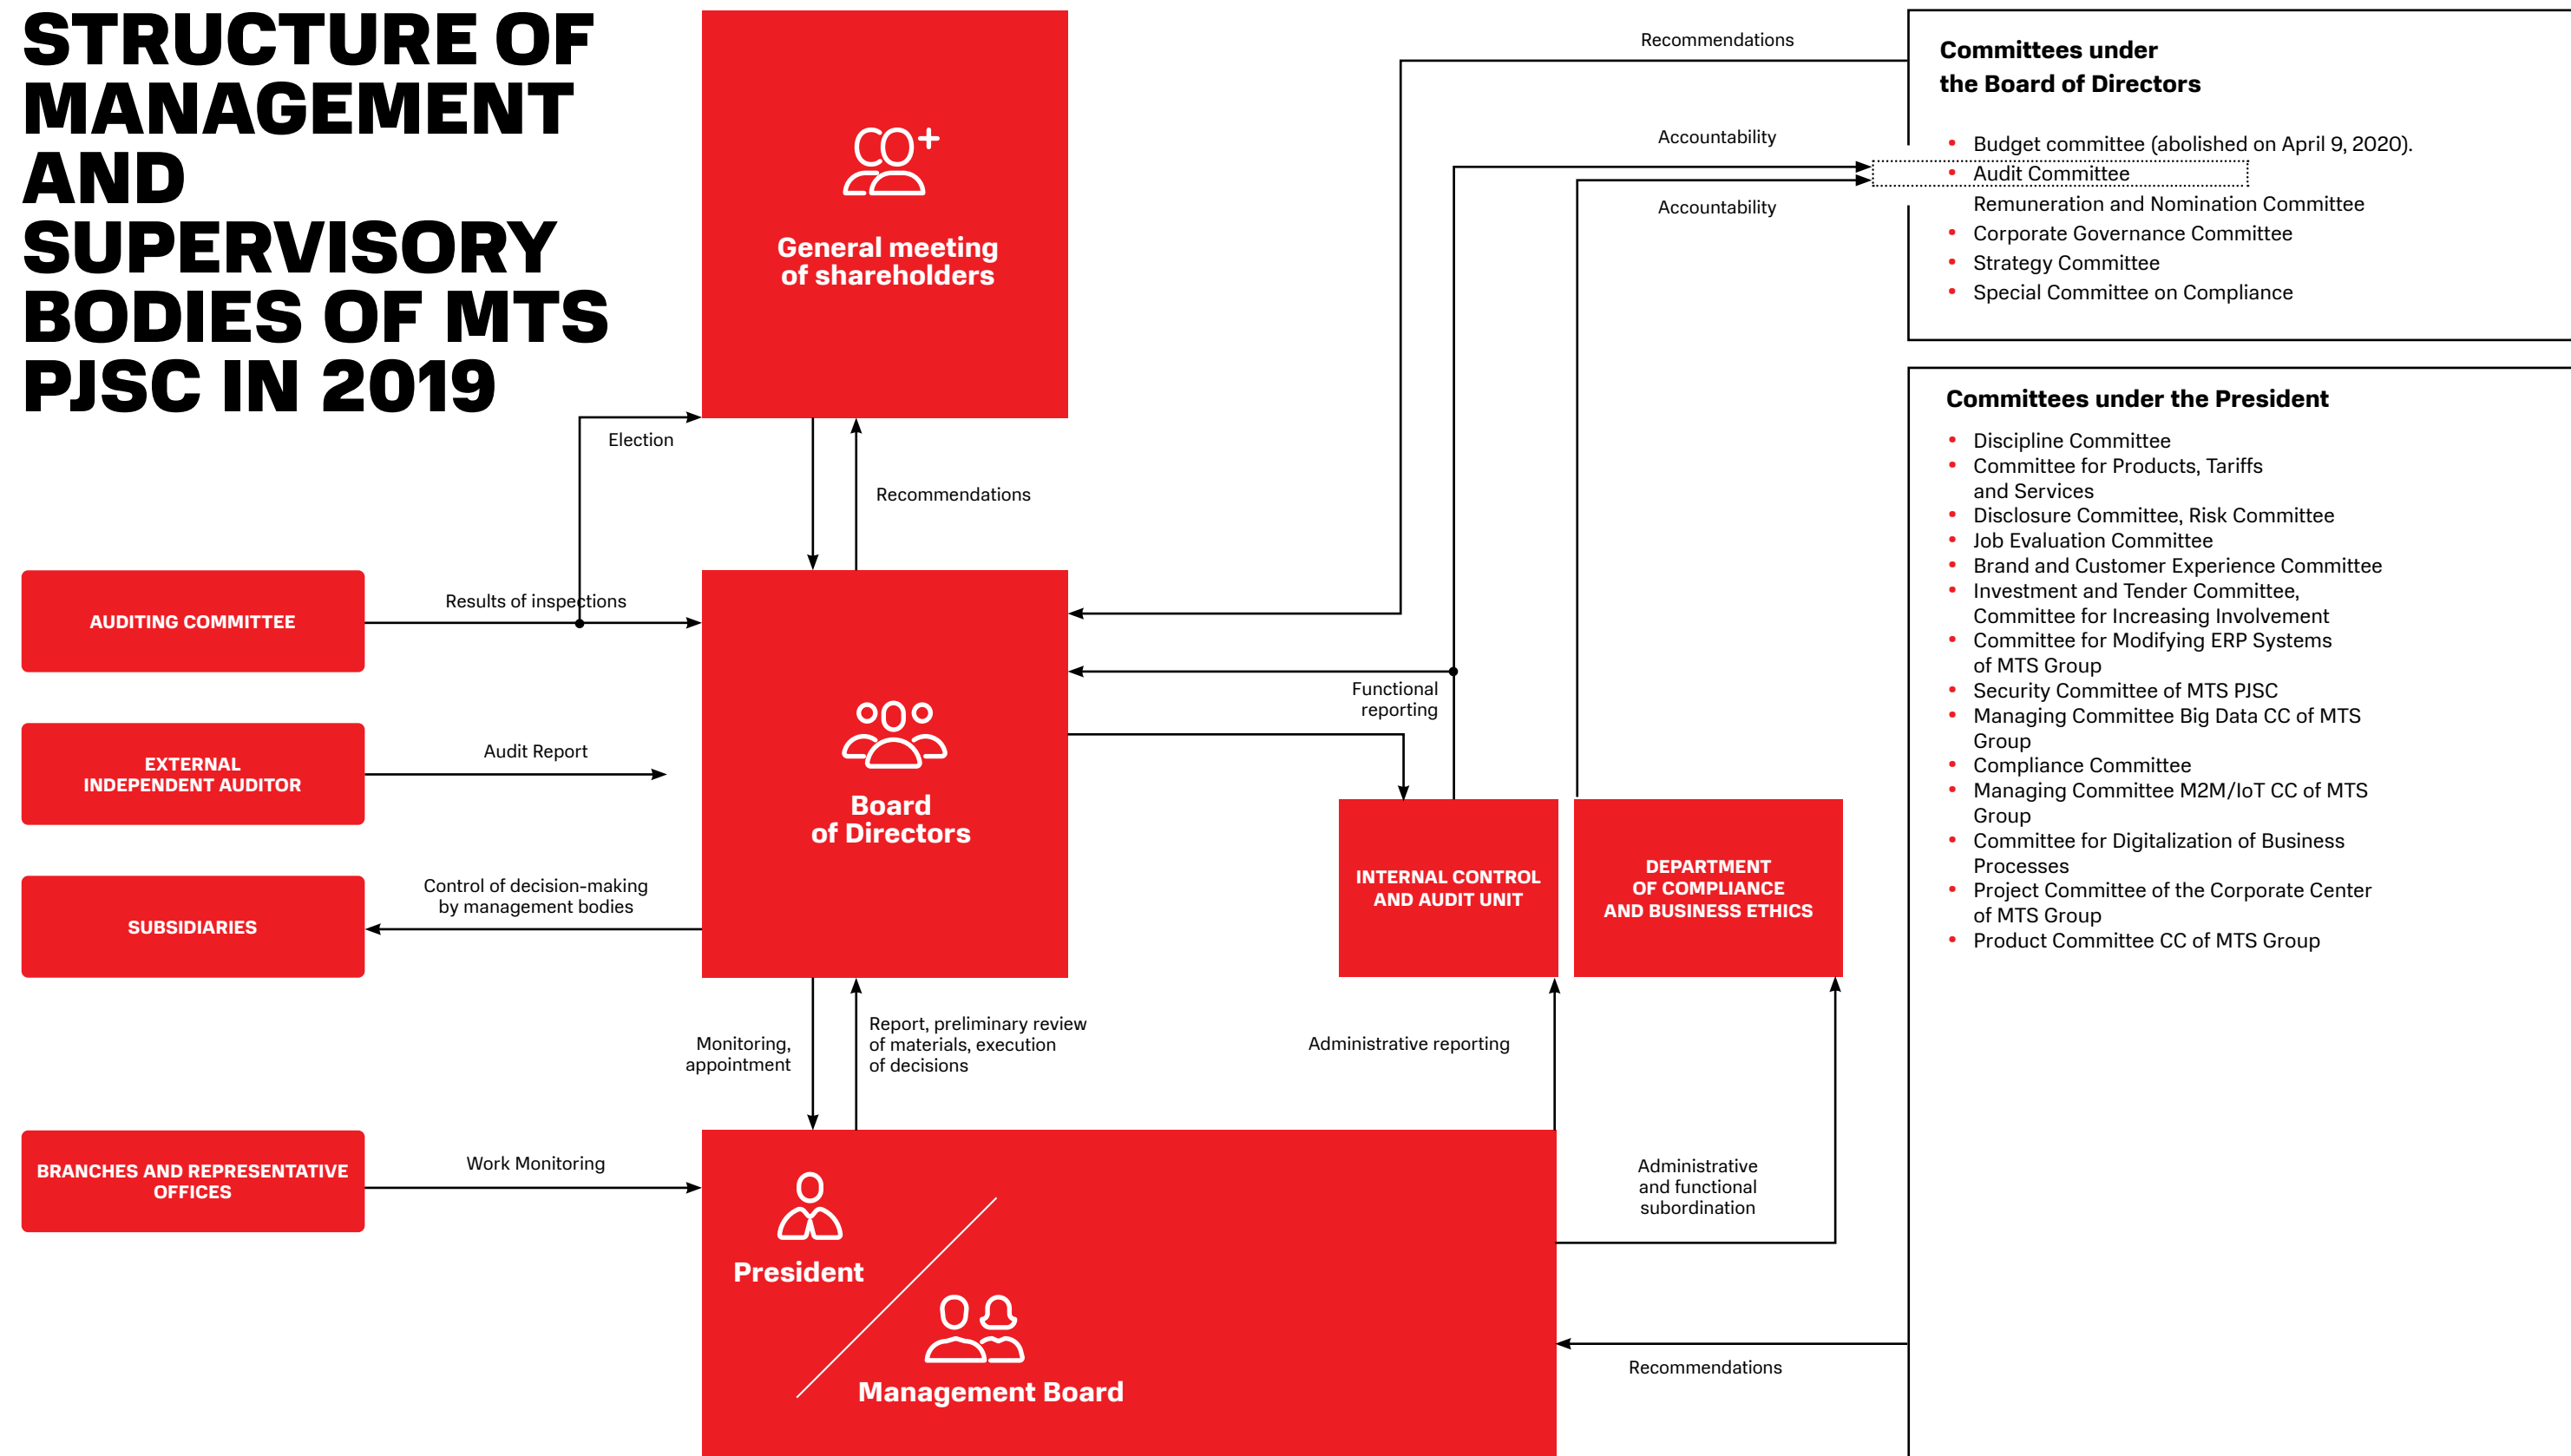 STRUCTURE OF
MANAGEMENT
AND
SUPERVISORY
BODIES OF MTS
PJSC IN 2019
General meeting
of shareholders
Election
Recommendations
AUDITING COMMITTEE
Results of inspections
EXTERNAL
INDEPENDENT AUDITOR
Audit Report
SUBSIDIARIES
Control of decision-making
by management bodies
Board
of Directors
Monitoring,
appointment
Report, preliminary review
of materials, execution
of decisions
BRANCHES AND REPRESENTATIVE
OFFICES
Work Monitoring
President
Management Board
Recommendations
Accountability
Accountability
Functional
reporting
INTERNAL CONTROL
AND AUDIT UNIT
DEPARTMENT
OF COMPLIANCE
AND BUSINESS ETHICS
Administrative reporting
Administrative
and functional
subordination
Recommendations
Committees under
the Board of Directors
• Budget committee (abolished on April 9, 2020).
• Audit Committee
Remuneration and Nomination Committee
• Corporate Governance Committee
• Strategy Committee
• Special Committee on Compliance
Committees under the President
• Discipline Committee
• Committee for Products, Tariffs
and Services
• Disclosure Committee, Risk Committee
• Job Evaluation Committee
• Brand and Customer Experience Committee
• Investment and Tender Committee,
Committee for Increasing Involvement
• Committee for Modifying ERP Systems
of MTS Group
• Security Committee of MTS PJSC
• Managing Committee Big Data CC of MTS
Group
• Compliance Committee
• Managing Committee M2M/IoT CC of MTS
Group
• Committee for Digitalization of Business
Processes
• Project Committee of the Corporate Center
of MTS Group
• Product Committee CC of MTS Group